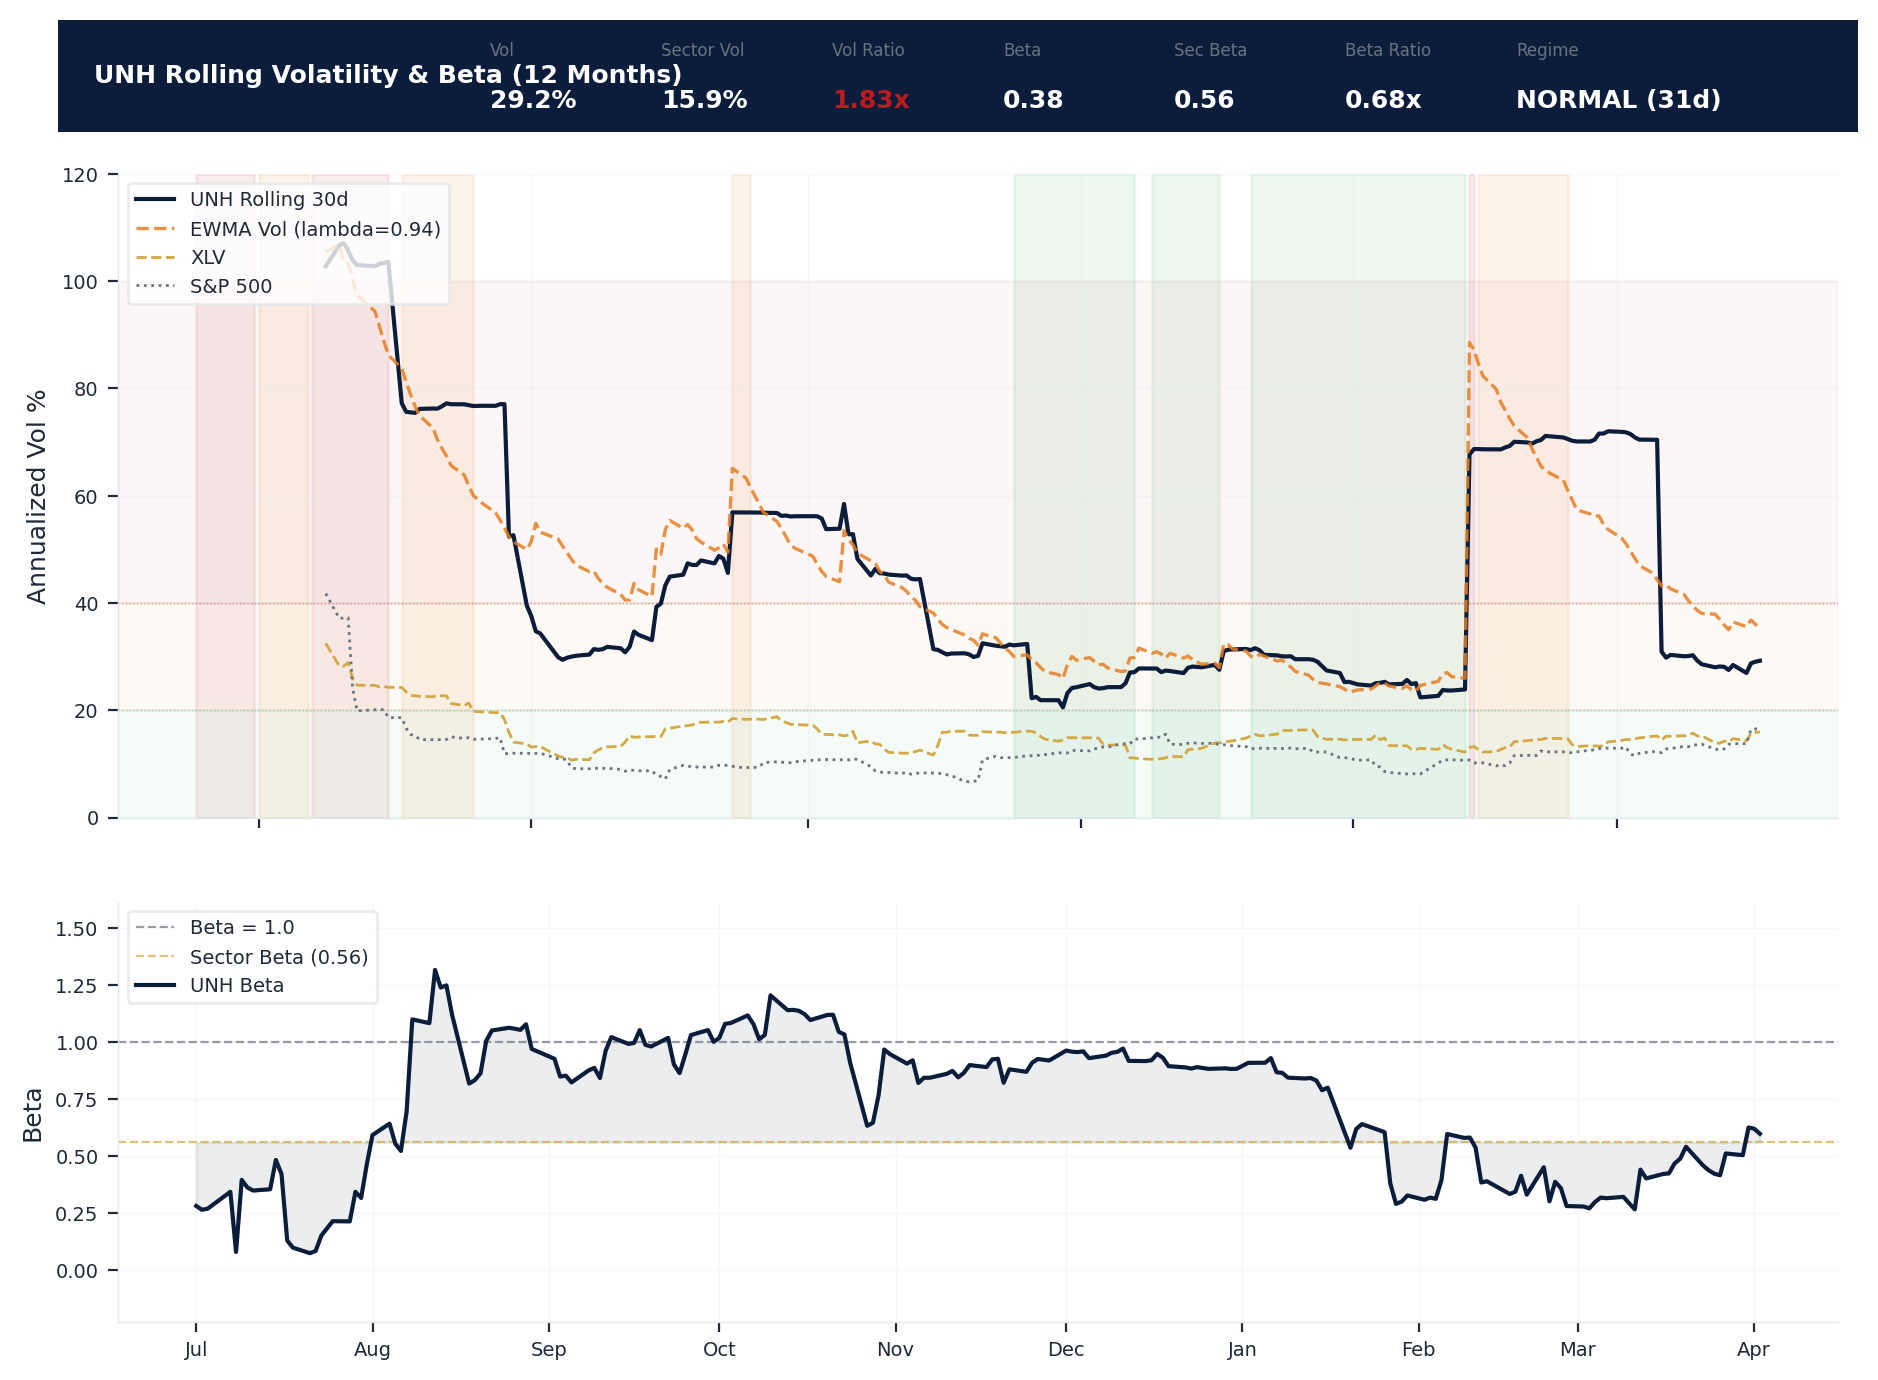 Vol Sector Vol Vol Ratio Beta Sec Beta Beta Ratio Regime
UNH Rolling Volatility & Beta (12 Months)
29.2% 15.9% 1.83x 0.38 0.56 0.68x NORMAL (31d)
120
100
80
60
40
20
0
Annualized Vol %
UNH Rolling 30d
EWMA Vol (lambda=0.94)
XLV
S&P 500
1.50
1.25
1.00
0.75
0.50
0.25
0.00
Beta
Beta = 1.0
Sector Beta (0.56)
UNH Beta
Jul Aug Sep Oct Nov Dec Jan Feb Mar Apr